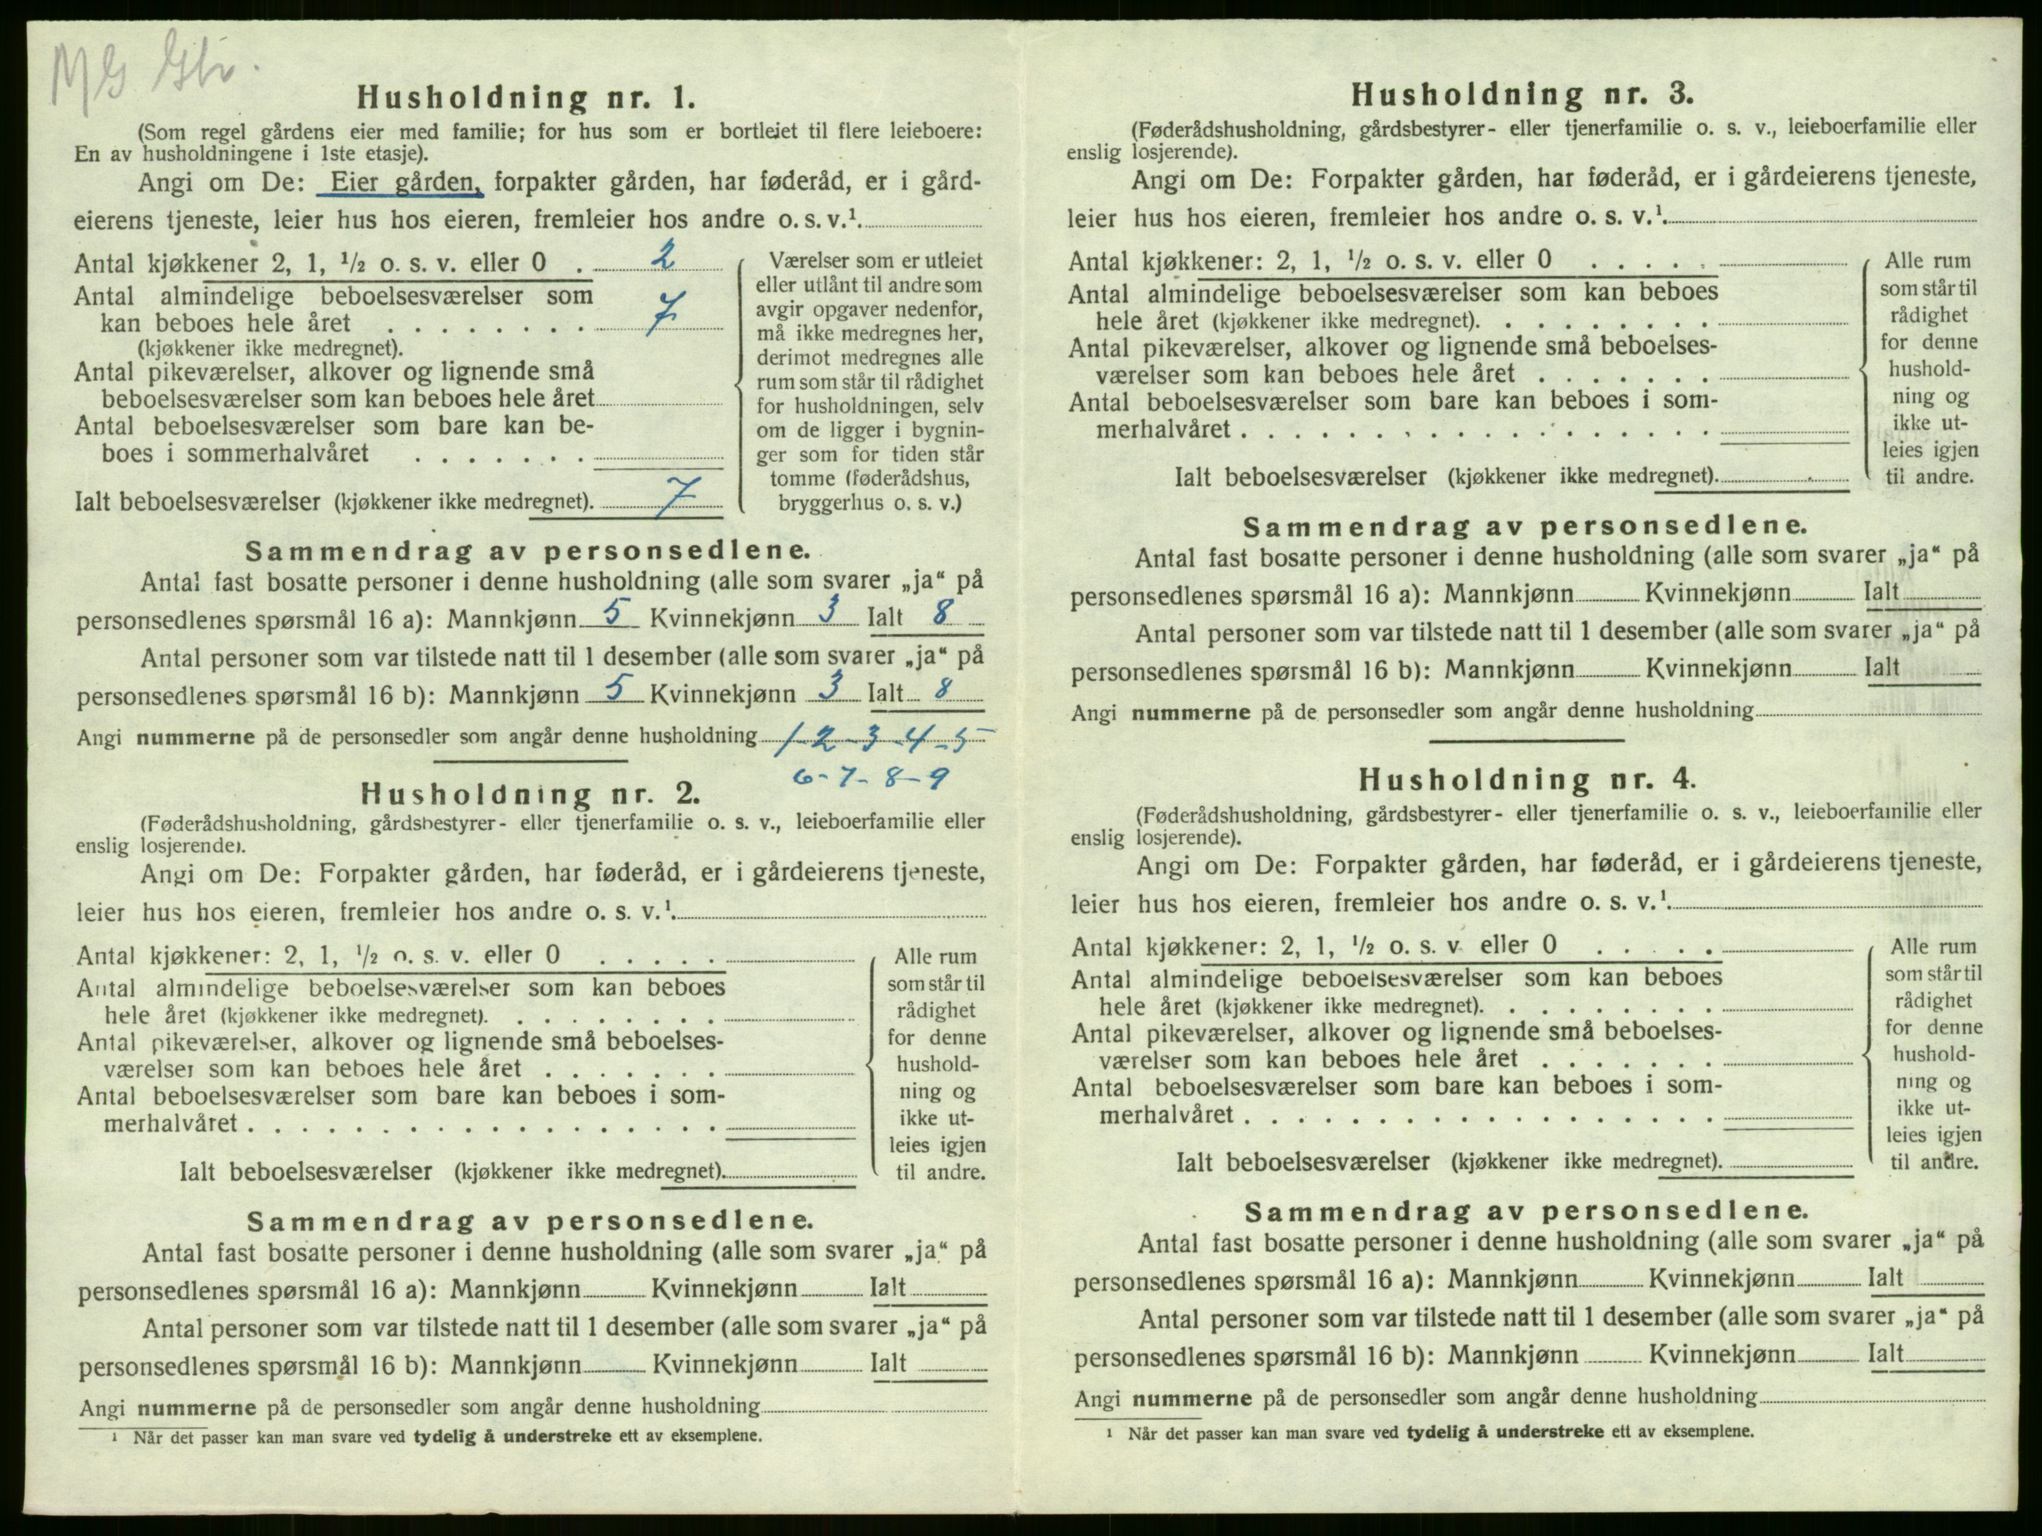 MG Gbr.
Husholdning nr. 1.
(Som regel gårdens eier med familie; for hus som er bortleiet til flere leieboere:
En av husholdningene i 1ste etasje).
Angi om De: Eier gården, forpakter gården, har føderåd, er i gård-
eierens tjeneste, leier hus hos eieren, fremleier hos andre o. s. v.¹.
Antal kjøkkener 2, 1, ½ o. s. v. eller 0 . 2
Antal almindelige beboelsesværelser som
kan beboes hele året . . . . . . . . 7
(kjøkkener ikke medregnet).
Antal pikeværelser, alkover og lignende små
beboelsesværelser som kan beboes hele året
Antal beboelsesværelser som bare kan be-
boes i sommerhalvåret . . . . . . .
Ialt beboelsesværelser (kjøkkener ikke medregnet). 7
Værelser som er utleiet
eller utlånt til andre som
avgir opgaver nedenfor,
må ikke medregnes her,
derimot medregnes alle
rum som står til rådighet
for husholdningen, selv
om de ligger i bygnin-
ger som for tiden står
tomme (føderådshus,
bryggerhus o. s. v.)
Sammendrag av personsedlene.
Antal fast bosatte personer i denne husholdning (alle som svarer „ja“ på
personsedlenes spørsmål 16 a): Mannkjønn 5 Kvinnekjønn 3 Ialt 8
Antal personer som var tilstede natt til 1 desember (alle som svarer „ja“ på
personsedlenes spørsmål 16 b): Mannkjønn 5 Kvinnekjønn 3 Ialt 8
Angi nummerne på de personsedler som angår denne husholdning 1-2-3-4-5
6-7-8-9
Husholdning nr. 2.
(Føderådshusholdning, gårdsbestyrer- eller tjenerfamilie o. s. v., leieboerfamilie eller
enslig losjerende).
Angi om De: Forpakter gården, har føderåd, er i gårdeierens tjeneste,
leier hus hos eieren, fremleier hos andre o. s. v.¹.
Antal kjøkkener: 2, 1, ½ o. s. v. eller 0 . . . . .
Antal almindelige beboelsesværelser som kan beboes
hele året (kjøkkener ikke medregnet). . . . . . . . .
Antal pikeværelser, alkover og lignende små beboelses-
værelser som kan beboes hele året . . . . . . .
Antal beboelsesværelser som bare kan beboes i som-
merhalvåret . . . . . . . . . . . . . . . . . .
Ialt beboelsesværelser (kjøkkener ikke medregnet).
Alle rum
som står til
rådighet
for denne
hushold-
ning og
ikke ut-
leies igjen
til andre.
Sammendrag av personsedlene.
Antal fast bosatte personer i denne husholdning (alle som svarer „ja“ på
personsedlenes spørsmål 16 a): Mannkjønn Kvinnekjønn Ialt
Antal personer som var tilstede natt til 1 desember (alle som svarer „ja“ på
personsedlenes spørsmål 16 b): Mannkjønn Kvinnekjønn Ialt
Angi nummerne på de personsedler som angår denne husholdning
¹ Når det passer kan man svare ved tydelig å understreke ett av eksemplene.
Husholdning nr. 3.
(Føderådshusholdning, gårdsbestyrer- eller tjenerfamilie o. s. v., leieboerfamilie eller
enslig losjerende).
Angi om De: Forpakter gården, har føderåd, er i gårdeierens tjeneste,
leier hus hos eieren, fremleier hos andre o. s. v.¹.
Antal kjøkkener: 2, 1, ½ o. s. v. eller 0 . . . . .
Antal almindelige beboelsesværelser som kan beboes
hele året (kjøkkener ikke medregnet). . . . . . . . .
Antal pikeværelser, alkover og lignende små beboelses-
værelser som kan beboes hele året . . . . . . .
Antal beboelsesværelser som bare kan beboes i som-
merhalvåret . . . . . . . . . . . . . . . . . .
Ialt beboelsesværelser (kjøkkener ikke medregnet).
Alle rum
som står til
rådighet
for denne
hushold-
ning og
ikke ut-
leies igjen
til andre.
Sammendrag av personsedlene.
Antal fast bosatte personer i denne husholdning (alle som svarer „ja“ på
personsedlenes spørsmål 16 a): Mannkjønn Kvinnekjønn Ialt
Antal personer som var tilstede natt til 1 desember (alle som svarer „ja“ på
personsedlenes spørsmål 16 b): Mannkjønn Kvinnekjønn Ialt
Angi nummerne på de personsedler som angår denne husholdning
Husholdning nr. 4.
(Føderådshusholdning, gårdsbestyrer- eller tjenerfamilie o. s. v., leieboerfamilie eller
enslig losjerende).
Angi om De: Forpakter gården, har føderåd, er i gårdeierens tjeneste,
leier hus hos eieren, fremleier hos andre o. s. v.¹.
Antal kjøkkener: 2, 1, ½ o. s. v eller 0 . . . . .
Antal almindelige beboelsesværelser som kan beboes
hele året (kjøkkener ikke medregnet). . . . . . . . .
Antal pikeværelser, alkover og lignende små beboelses-
værelser som kan beboes hele året . . . . . . .
Antal beboelsesværelser som bare kan beboes i som-
merhalvåret . . . . . . . . . . . . . . . . . .
Ialt beboelsesværelser (kjøkkener ikke medregnet).
Alle rum
som står til
rådighet
for denne
hushold-
ning og
ikke ut-
leies igjen
til andre.
Sammendrag av personsedlene.
Antal fast bosatte personer i denne husholdning (alle som svarer „ja“ på
personsedlenes spørsmål 16 a): Mannkjønn Kvinnekjønn Ialt
Antal personer som var tilstede natt til 1 desember (alle som svarer „ja“ på
personsedlenes spørsmål 16 b): Mannkjønn Kvinnekjønn Ialt
Angi nummerne på de personsedler som angår denne husholdning
¹ Når det passer kan man svare ved tydelig å understreke ett av eksemplene.